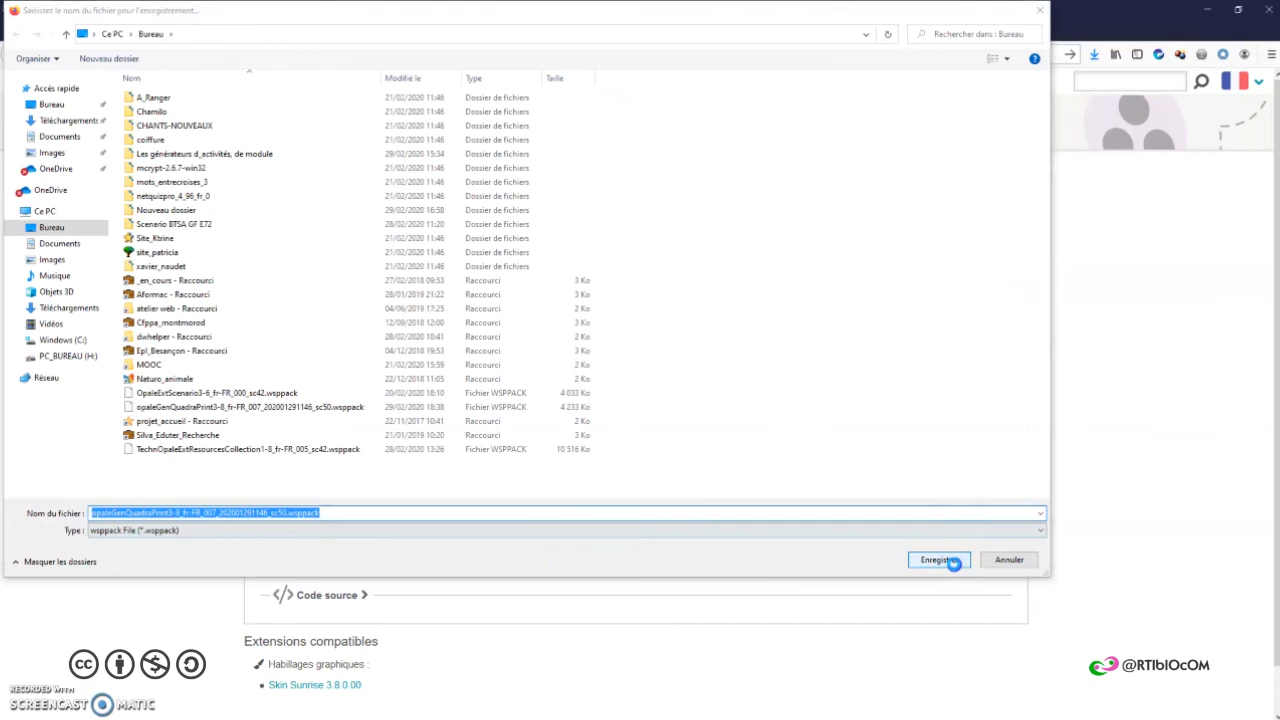 Saisissez le nom du fichier pour l'enregistrement...
Ce PC > Bureau >
Rechercher dans : Bureau
Organiser
Nouveau dossier
Nom
Modifié le
Type
Taille
Accès rapide
Bureau
Téléchargements
Documents
Images
OneDrive
OneDrive
Ce PC
Bureau
Documents
Images
Musique
Objets 3D
Téléchargements
Vidéos
Windows (C:)
PC_BUREAU (H:)
Réseau
A_Ranger 21/02/2020 11:46 Dossier de fichiers
Chamilo 21/02/2020 11:46 Dossier de fichiers
CHANTS-NOUVEAUX 21/02/2020 11:46 Dossier de fichiers
coiffure 21/02/2020 11:46 Dossier de fichiers
Les générateurs d_activités, de module 29/02/2020 15:34 Dossier de fichiers
mcrypt-2.6.7-win32 21/02/2020 11:46 Dossier de fichiers
mots_entrecroises_3 21/02/2020 11:46 Dossier de fichiers
netquizpro_4_96_fr_0 21/02/2020 11:46 Dossier de fichiers
Nouveau dossier 29/02/2020 16:58 Dossier de fichiers
Scenario BTSA GF E72 28/02/2020 11:20 Dossier de fichiers
Site_Ktrine 21/02/2020 11:46 Dossier de fichiers
site_patricia 21/02/2020 11:46 Dossier de fichiers
xavier_naudet 21/02/2020 11:46 Dossier de fichiers
_en_cours - Raccourci 27/02/2018 09:53 Raccourci 3 Ko
Aformac - Raccourci 28/01/2019 21:22 Raccourci 3 Ko
atelier web - Raccourci 04/06/2019 17:25 Raccourci 2 Ko
Cfppa_montmorod 12/09/2018 12:00 Raccourci 3 Ko
dwhelper - Raccourci 28/02/2020 10:41 Raccourci 2 Ko
Epl_Besançon - Raccourci 04/12/2018 19:53 Raccourci 3 Ko
MOOC 21/02/2020 15:59 Raccourci 2 Ko
Naturo_animale 22/12/2018 11:05 Raccourci 2 Ko
OpaleExtScenario3-6_fr-FR_000_sc42.wsppack 20/02/2020 18:10 Fichier WSPPACK 4 033 Ko
opaleGenQuadraPrint3-8_fr-FR_007_202001291146_sc50.wsppack 29/02/2020 18:38 Fichier WSPPACK 4 233 Ko
projet_accueil - Raccourci 22/11/2017 10:41 Raccourci 2 Ko
Silva_Eduter_Recherche 21/01/2019 10:20 Raccourci 3 Ko
TechnOpaleExtResourcesCollection1-8_fr-FR_005_sc42.wsppack 28/02/2020 13:26 Fichier WSPPACK 10 516 Ko
Nom du fichier : opaleGenQuadraPrint3-8_fr-FR_007_202001291146_sc50.wsppack
Type : wsppack File (*.wsppack)
Masquer les dossiers
Annuler
</> Code source >
Extensions compatibles
Habillages graphiques :
Skin Sunrise 3.8.0.00
@RTIbIOcOM
RECORDED WITH
SCREENCAST MATIC